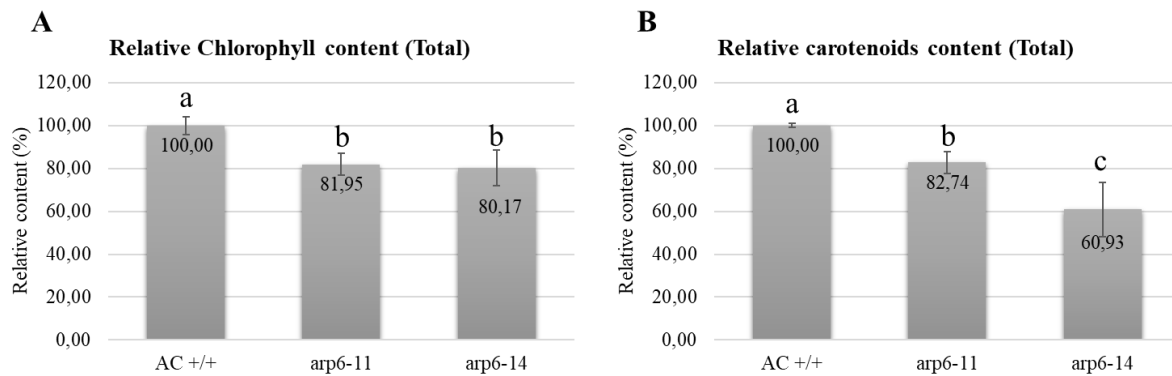 A
Relative Chlorophyll content (Total)
Relative content (%)
120,00
100,00
80,00
60,00
40,00
20,00
0,00
a
b
b
100,00
81,95
80,17
AC +/+
arp6-11
arp6-14
B
Relative carotenoids content (Total)
Relative content (%)
120,00
100,00
80,00
60,00
40,00
20,00
0,00
a
b
c
100,00
82,74
60,93
AC +/+
arp6-11
arp6-14